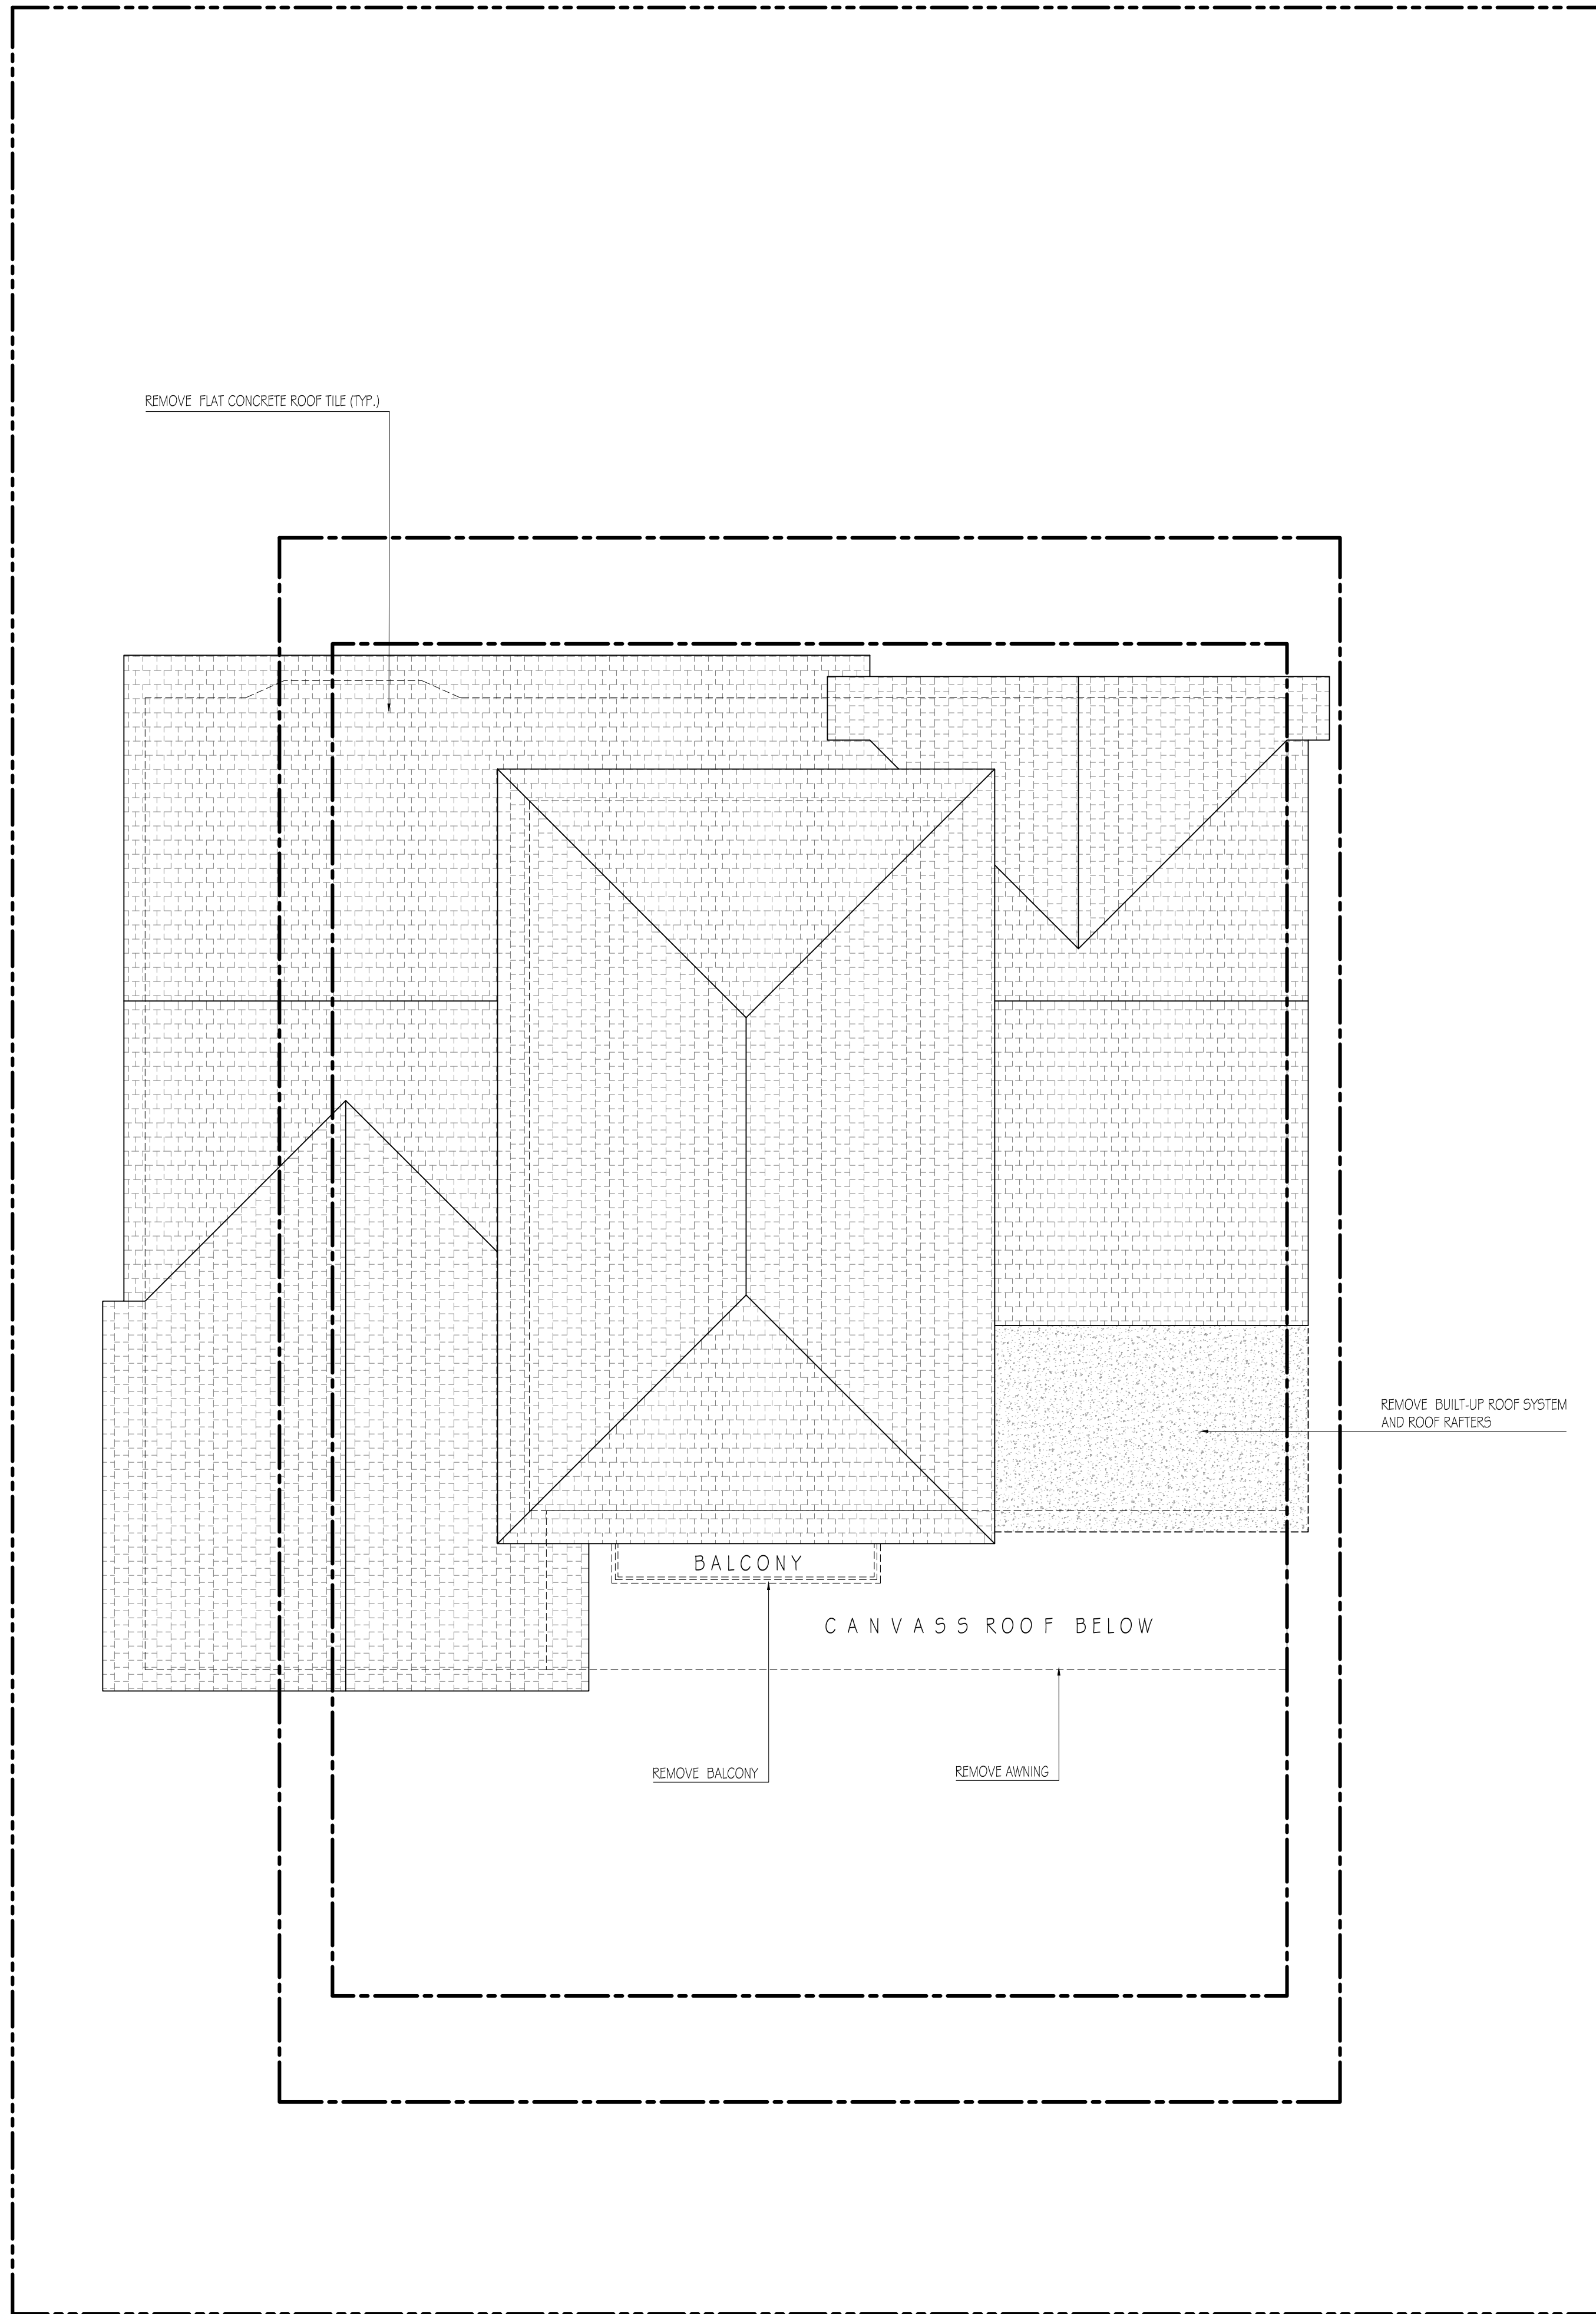 REMOVE FLAT CONCRETE ROOF TILE (TYP.)
REMOVE BUILT-UP ROOF SYSTEM
AND ROOF RAFTERS
BALCONY
CANVASS ROOF BELOW
REMOVE BALCONY
REMOVE AWNING